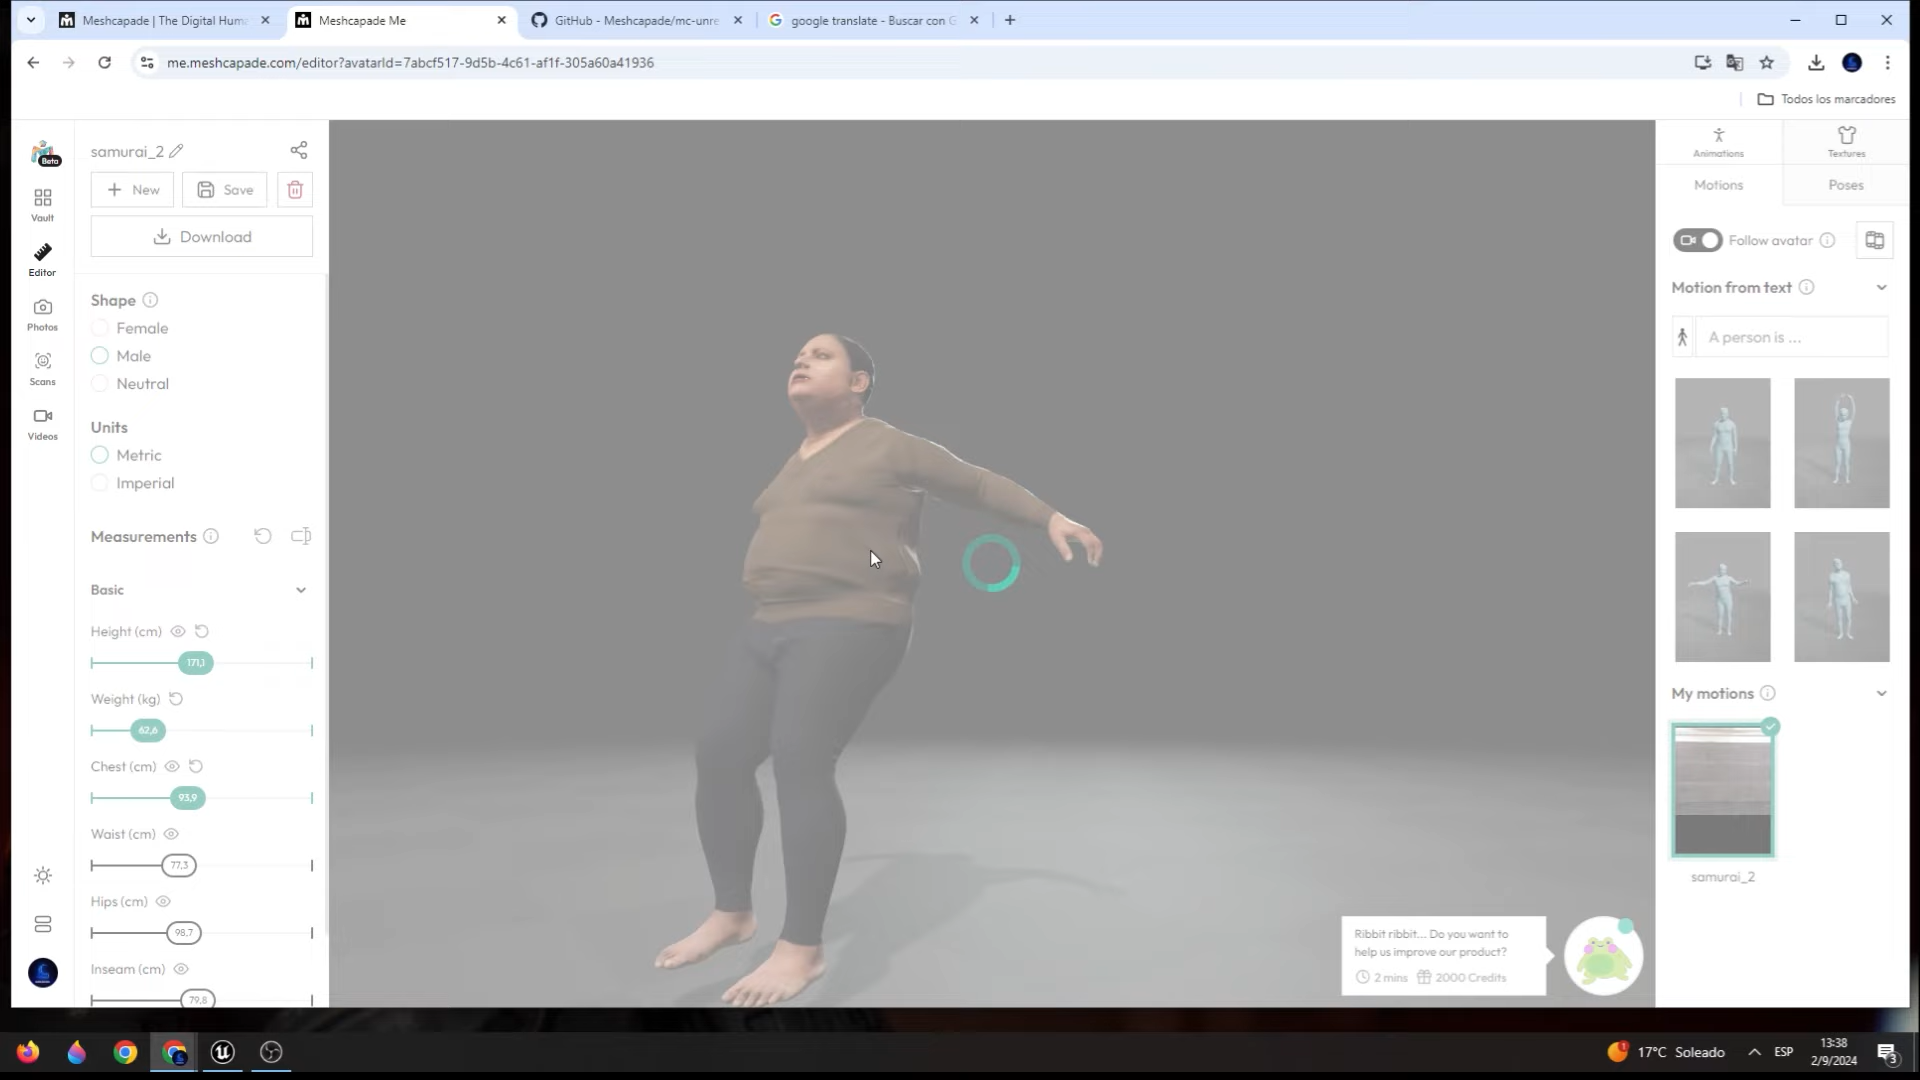 Meshcapade | The Digital Huma
Meshcapade Me
GitHub - Meshcapade/mc-unre
google translate - Buscar con G
me.meshcapade.com/editor?avatarId=7abcf517-9d5b-4c61-af1f-305a60a41936
Todos los marcadores
Beta
Vault
Editor
Photos
Scans
Videos
samurai_2
New
Save
Download
Shape
Female
Male
Neutral
Units
Metric
Imperial
Measurements
Basic
Height (cm)
171,1
Weight (kg)
62,6
Chest (cm)
93,9
Waist (cm)
77,3
Hips (cm)
98,7
Inseam (cm)
79,8
Animations
Textures
Motions
Poses
Follow avatar
Motion from text
A person is ...
My motions
samurai_2
Ribbit ribbit... Do you want to
help us improve our product?
2 mins
2000 Credits
17°C Soleado
ESP
13:38
2/9/2024
3